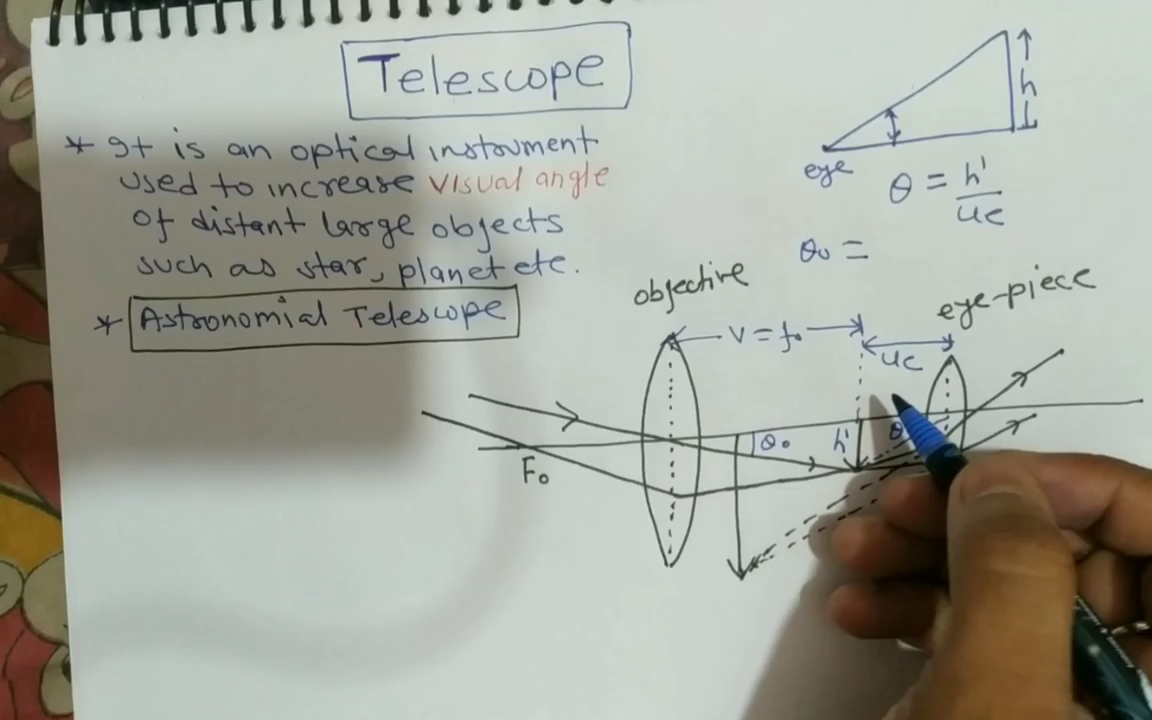 Telescope
* It is an optical instrument
used to increase visual angle
of distant large objects
such as star, planet etc.
* Astronomial Telescope
h
eye
θ = h'/ue
θo =
objective
eye-piece
v = fo
ue
θo
h'
θ
Fo